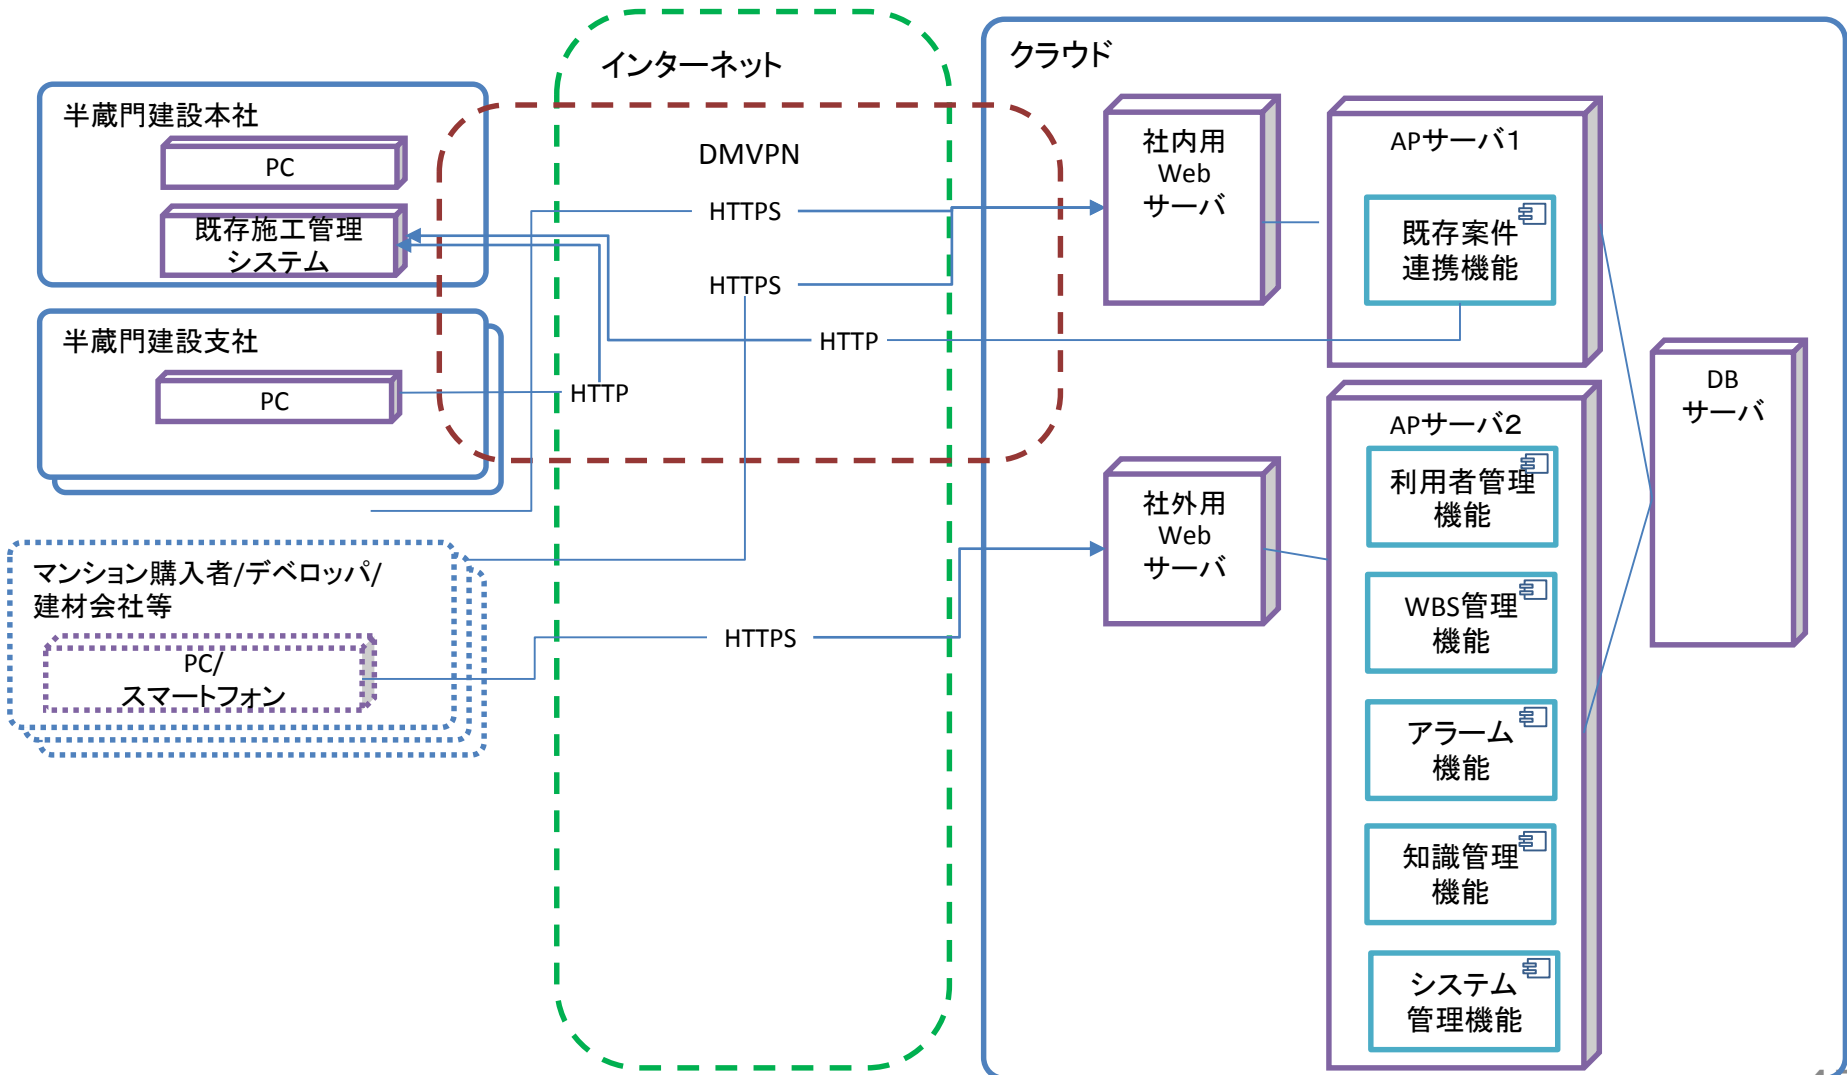 インターネット
クラウド
半蔵門建設本社
PC
既存施工管理
システム
半蔵門建設支社
PC
マンション購入者/デベロッパ/
建材会社等
PC/
スマートフォン
DMVPN
HTTPS
HTTPS
HTTP
HTTP
HTTPS
社内用
Web
サーバ
APサーバ1
既存案件
連携機能
社外用
Web
サーバ
APサーバ2
利用者管理
機能
WBS管理
機能
アラーム
機能
知識管理
機能
システム
管理機能
DB
サーバ